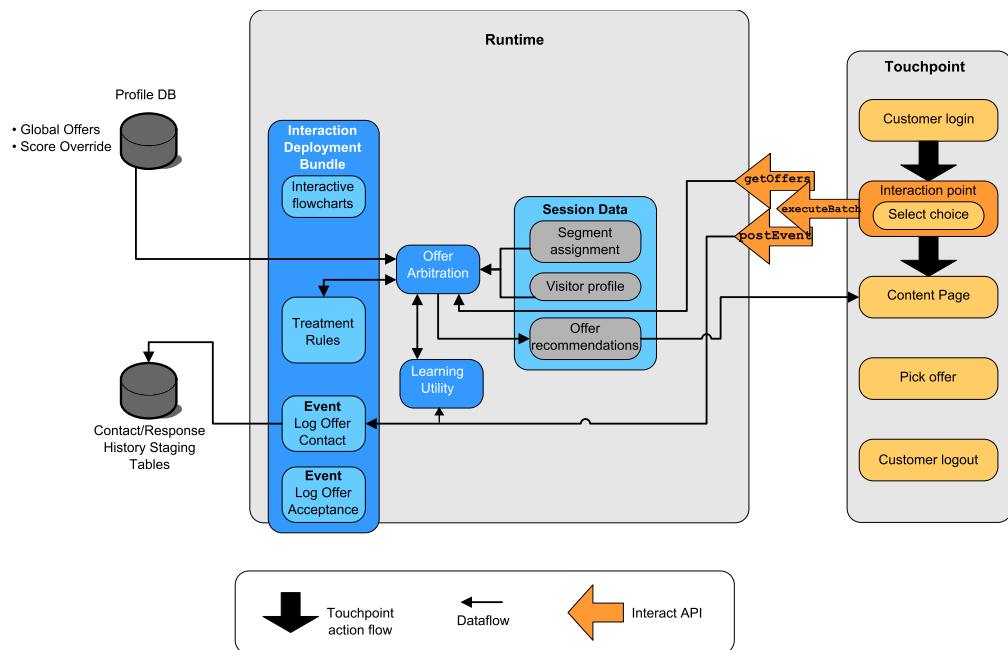 Runtime
Touchpoint
Profile DB
• Global Offers
• Score Override
Interaction
Deployment
Bundle
Interactive
flowcharts
Treatment
Rules
Event
Log Offer
Contact
Event
Log Offer
Acceptance
Contact/Response
History Staging
Tables
Offer
Arbitration
Learning
Utility
Session Data
Segment
assignment
Visitor profile
Offer
recommendations
getOffers
executeBatch
postEvent
Customer login
Interaction point
Select choice
Content Page
Pick offer
Customer logout
Touchpoint
action flow
Dataflow
Interact API